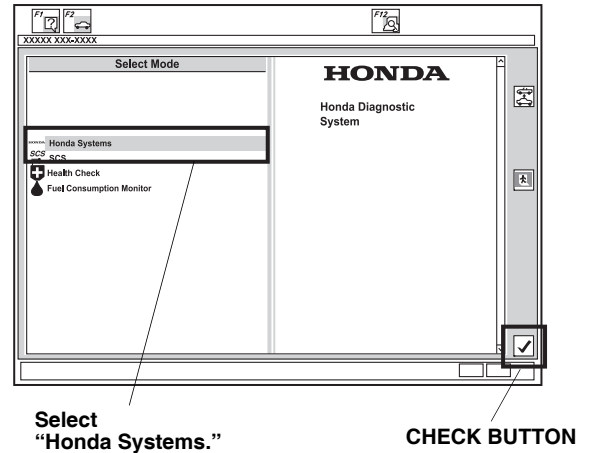 F1
F2
F12
XXXXX XXX-XXXX
Select Mode
HONDA
Honda Diagnostic
System
Honda Systems
SCS
SCS
Health Check
Fuel Consumption Monitor
Select
“Honda Systems.”
CHECK BUTTON